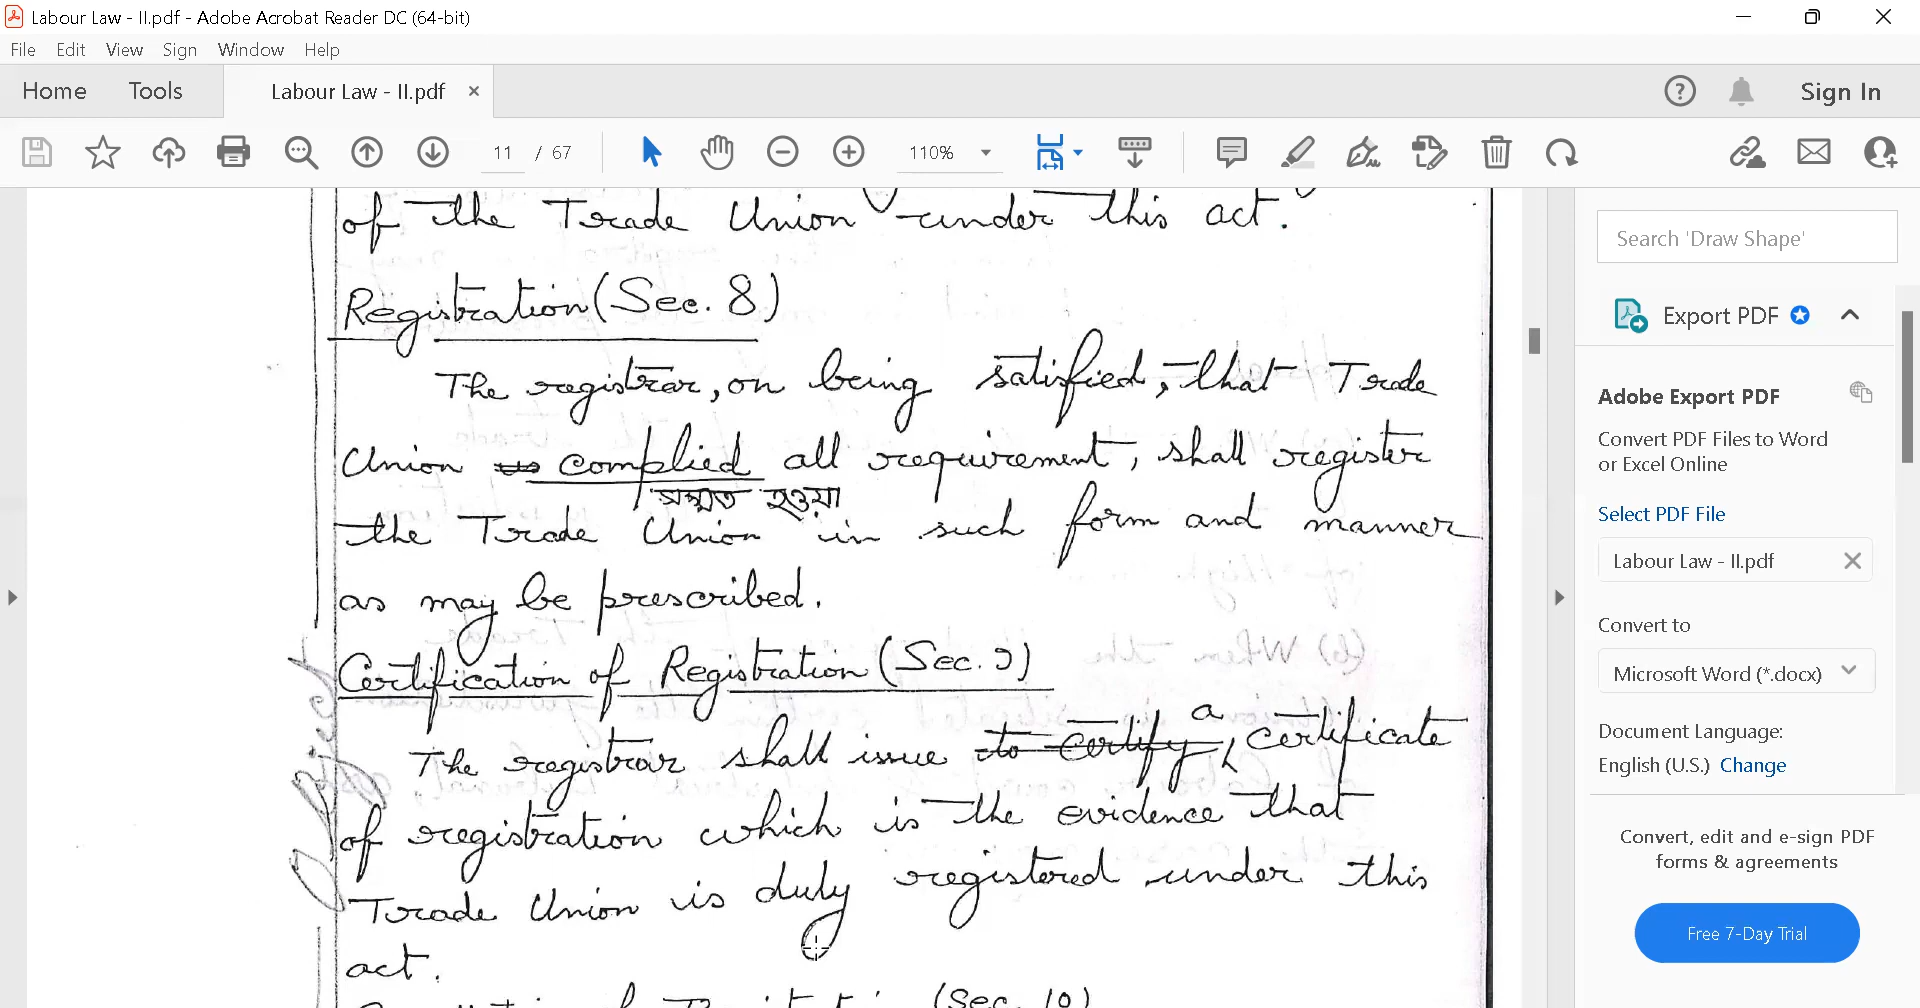 Labour Law - II.pdf - Adobe Acrobat Reader DC (64-bit)
File Edit View Sign Window Help
Home Tools Labour Law - II.pdf × Sign In
11 / 67 110%
of the Trade Union under this act.
Registration (Sec. 8)
The registrar, on being satisfied, that Trade
Union complied all requirement, shall register
সম্মত হওয়া
the Trade Union in such form and manner
as may be prescribed.
Certification of Registration (Sec. 9)
a
The registrar shall issue to certify certificate
of registration which is the evidence that
Trade Union is duly registered under this
act.
of (Sec. 10)
Search 'Draw Shape'
Export PDF
Adobe Export PDF
Convert PDF Files to Word
or Excel Online
Select PDF File
Labour Law - II.pdf
Convert to
Microsoft Word (*.docx)
Document Language:
English (U.S.) Change
Convert, edit and e-sign PDF
forms & agreements
Free 7-Day Trial